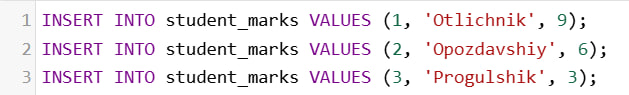 1 INSERT INTO student_marks VALUES (1, 'Otlichnik', 9);
2 INSERT INTO student_marks VALUES (2, 'Opozdavshiy', 6);
3 INSERT INTO student_marks VALUES (3, 'Progulshik', 3);